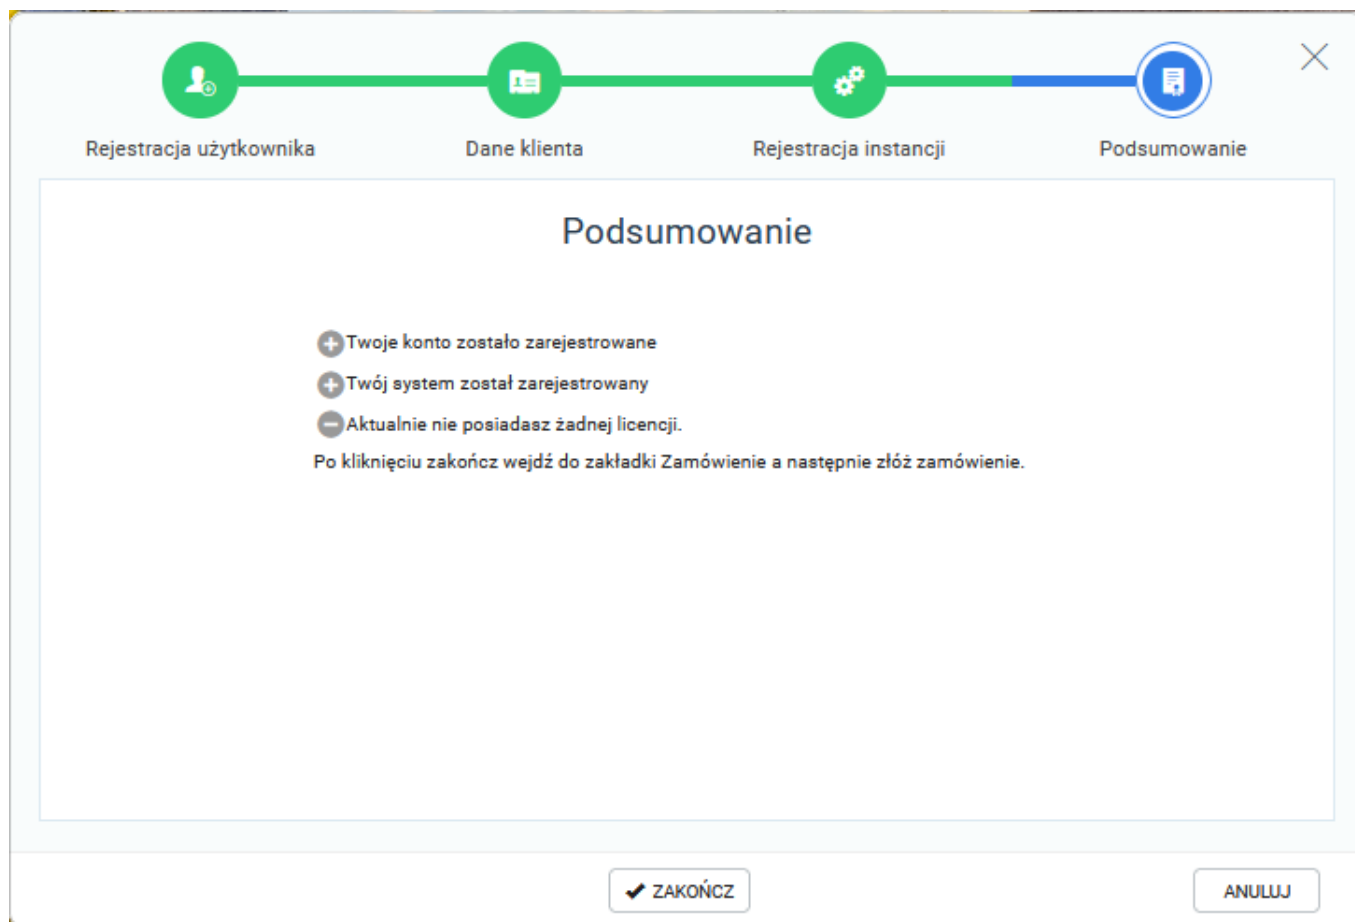 Rejestracja użytkownika
Dane klienta
Rejestracja instancji
Podsumowanie
Podsumowanie
Twoje konto zostało zarejestrowane
Twój system został zarejestrowany
Aktualnie nie posiadasz żadnej licencji.
Po kliknięciu zakończ wejdź do zakładki Zamówienie a następnie złóż zamówienie.
ZAKOŃCZ
ANULUJ